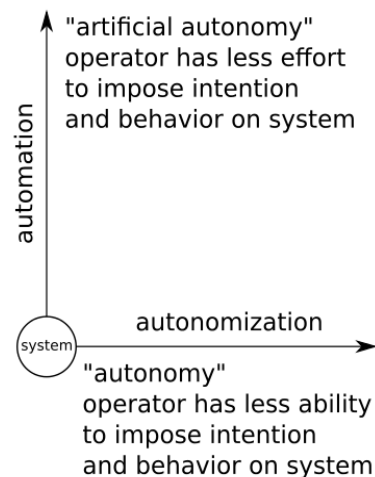 "artificial autonomy"
operator has less effort
to impose intention
and behavior on system
automation
system
autonomization
"autonomy"
operator has less ability
to impose intention
and behavior on system